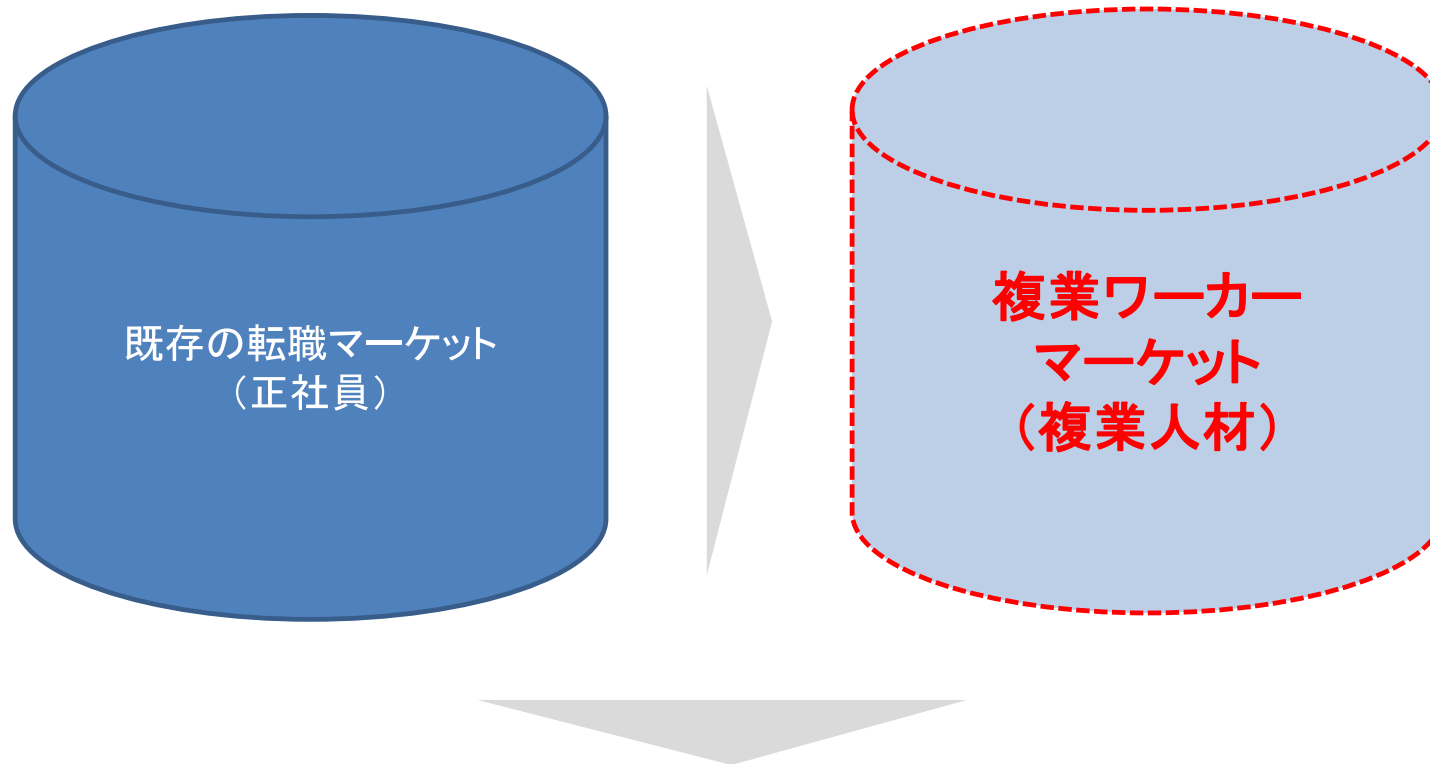 既存の転職マーケット
（正社員）
複業ワーカー
マーケット
（複業人材）